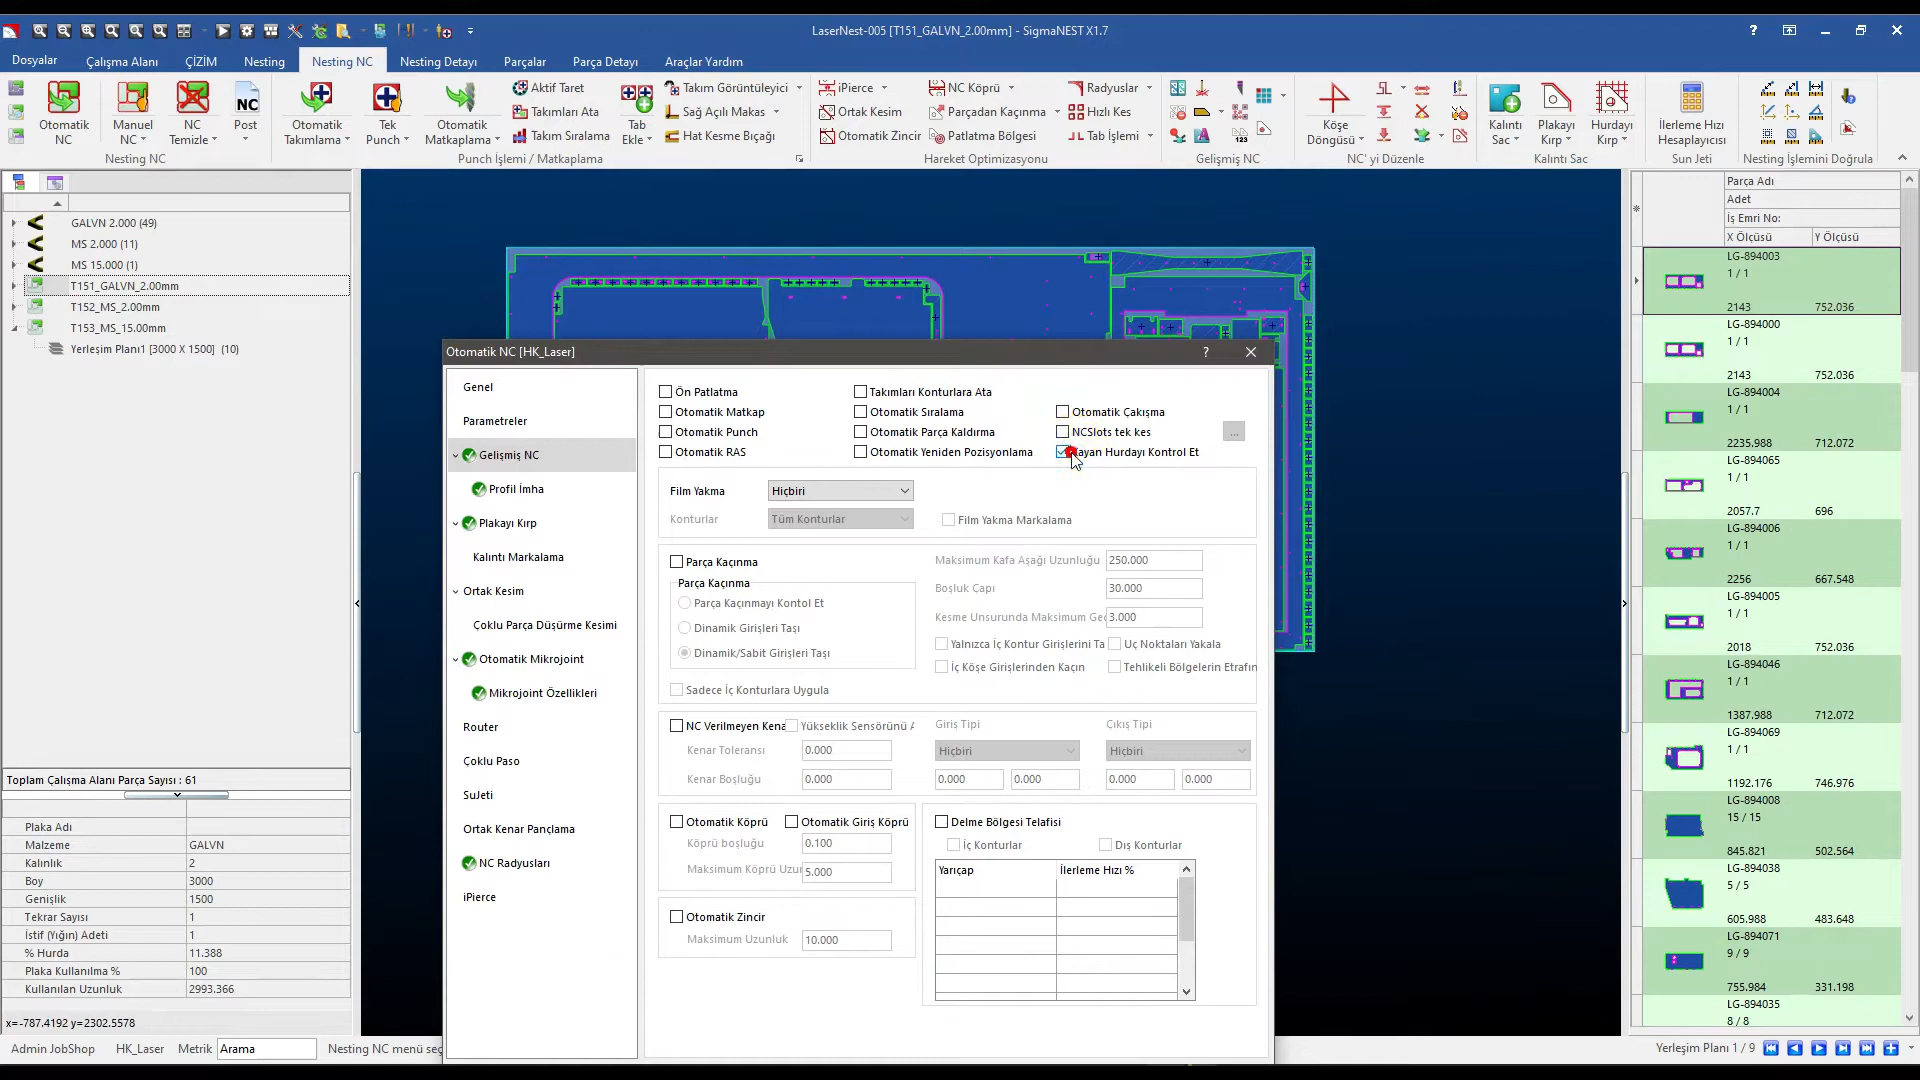 LaserNest-005 [T151_GALVN_2.00mm] - SigmaNEST X1.7
Dosyalar
Çalışma Alanı
ÇİZİM
Nesting
Nesting NC
Nesting Detayı
Parçalar
Parça Detayı
Araçlar Yardım
Otomatik NC
Manuel NC
NC Temizle
NC
Post
Nesting NC
Otomatik Takımlama
Tek Punch
Otomatik Matkaplama
Aktif Taret
Takımları Ata
Takım Sıralama
Tab Ekle
Takım Görüntüleyici
Sağ Açılı Makas
Hat Kesme Bıçağı
Punch İşlemi / Matkaplama
iPierce
Ortak Kesim
Otomatik Zincir
NC Köprü
Parçadan Kaçınma
Patlatma Bölgesi
Radyuslar
Hızlı Kes
Tab İşlemi
Hareket Optimizasyonu
123
Gelişmiş NC
Köşe Döngüsü
NC' yi Düzenle
Kalıntı Sac
Plakayı Kırp
Hurdayı Kırp
Kalıntı Sac
İlerleme Hızı Hesaplayıcısı
Sun Jeti
Nesting İşlemini Doğrula
GALVN 2.000 (49)
MS 2.000 (11)
MS 15.000 (1)
T151_GALVN_2.00mm
T152_MS_2.00mm
T153_MS_15.00mm
Yerleşim Planı1 [3000 X 1500] (10)
Toplam Çalışma Alanı Parça Sayısı : 61
Plaka Adı
Malzeme GALVN
Kalınlık 2
Boy 3000
Genişlik 1500
Tekrar Sayısı 1
İstif (Yığın) Adeti 1
% Hurda 11.388
Plaka Kullanılma % 100
Kullanılan Uzunluk 2993.366
x=-787.4192 y=2302.5578
Admin JobShop
HK_Laser
Metrik
Arama
Nesting NC menü seç
Otomatik NC [HK_Laser]
Genel
Parametreler
Gelişmiş NC
Profil İmha
Plakayı Kırp
Kalıntı Markalama
Ortak Kesim
Çoklu Parça Düşürme Kesimi
Otomatik Mikrojoint
Mikrojoint Özellikleri
Router
Çoklu Paso
SuJeti
Ortak Kenar Pançlama
NC Radyusları
iPierce
Ön Patlatma
Takımları Konturlara Ata
Otomatik Matkap
Otomatik Sıralama
Otomatik Çakışma
Otomatik Punch
Otomatik Parça Kaldırma
NCSlots tek kes
...
Otomatik RAS
Otomatik Yeniden Pozisyonlama
ayan Hurdayı Kontrol Et
Film Yakma Hiçbiri
Konturlar Tüm Konturlar
Film Yakma Markalama
Parça Kaçınma
Parça Kaçınma
Parça Kaçınmayı Kontol Et
Dinamik Girişleri Taşı
Dinamik/Sabit Girişleri Taşı
Sadece İç Konturlara Uygula
Maksimum Kafa Aşağı Uzunluğu 250.000
Boşluk Çapı 30.000
Kesme Unsurunda Maksimum Geç 3.000
Yalnızca İç Kontur Girişlerini Ta
Uç Noktaları Yakala
İç Köşe Girişlerinden Kaçın
Tehlikeli Bölgelerin Etrafın
NC Verilmeyen Kena
Yükseklik Sensörünü A
Giriş Tipi
Çıkış Tipi
Kenar Toleransı 0.000
Hiçbiri
Hiçbiri
Kenar Boşluğu 0.000
0.000 0.000
0.000 0.000
Otomatik Köprü
Otomatik Giriş Köprü
Köprü boşluğu 0.100
Maksimum Köprü Uzur 5.000
Otomatik Zincir
Maksimum Uzunluk 10.000
Delme Bölgesi Telafisi
İç Konturlar
Dış Konturlar
Yarıçap
İlerleme Hızı %
Parça Adı
Adet
İş Emri No:
X Ölçüsü Y Ölçüsü
LG-894003
1 / 1
2143 752.036
LG-894000
1 / 1
2143 752.036
LG-894004
1 / 1
2235.988 712.072
LG-894065
1 / 1
2057.7 696
LG-894006
1 / 1
2256 667.548
LG-894005
1 / 1
2018 752.036
LG-894046
1 / 1
1387.988 712.072
LG-894069
1 / 1
1192.176 746.976
LG-894008
15 / 15
845.821 502.564
LG-894038
5 / 5
605.988 483.648
LG-894071
9 / 9
755.984 331.198
LG-894035
8 / 8
Yerleşim Planı 1 / 9